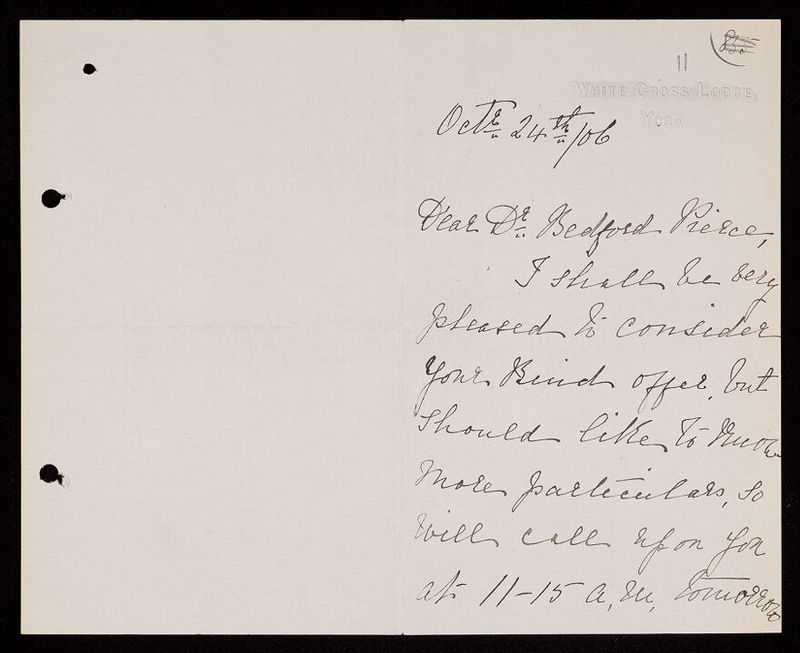 11
WHITE CROSS LODGE,
YORK.
Octr. 24th/06
Dear Dr. Bedford Pierce,
I shall be very
pleased to consider
your kind offer, but
should like to know
more particulars, so
will call upon you
at 11-15 a.m. tomorrow